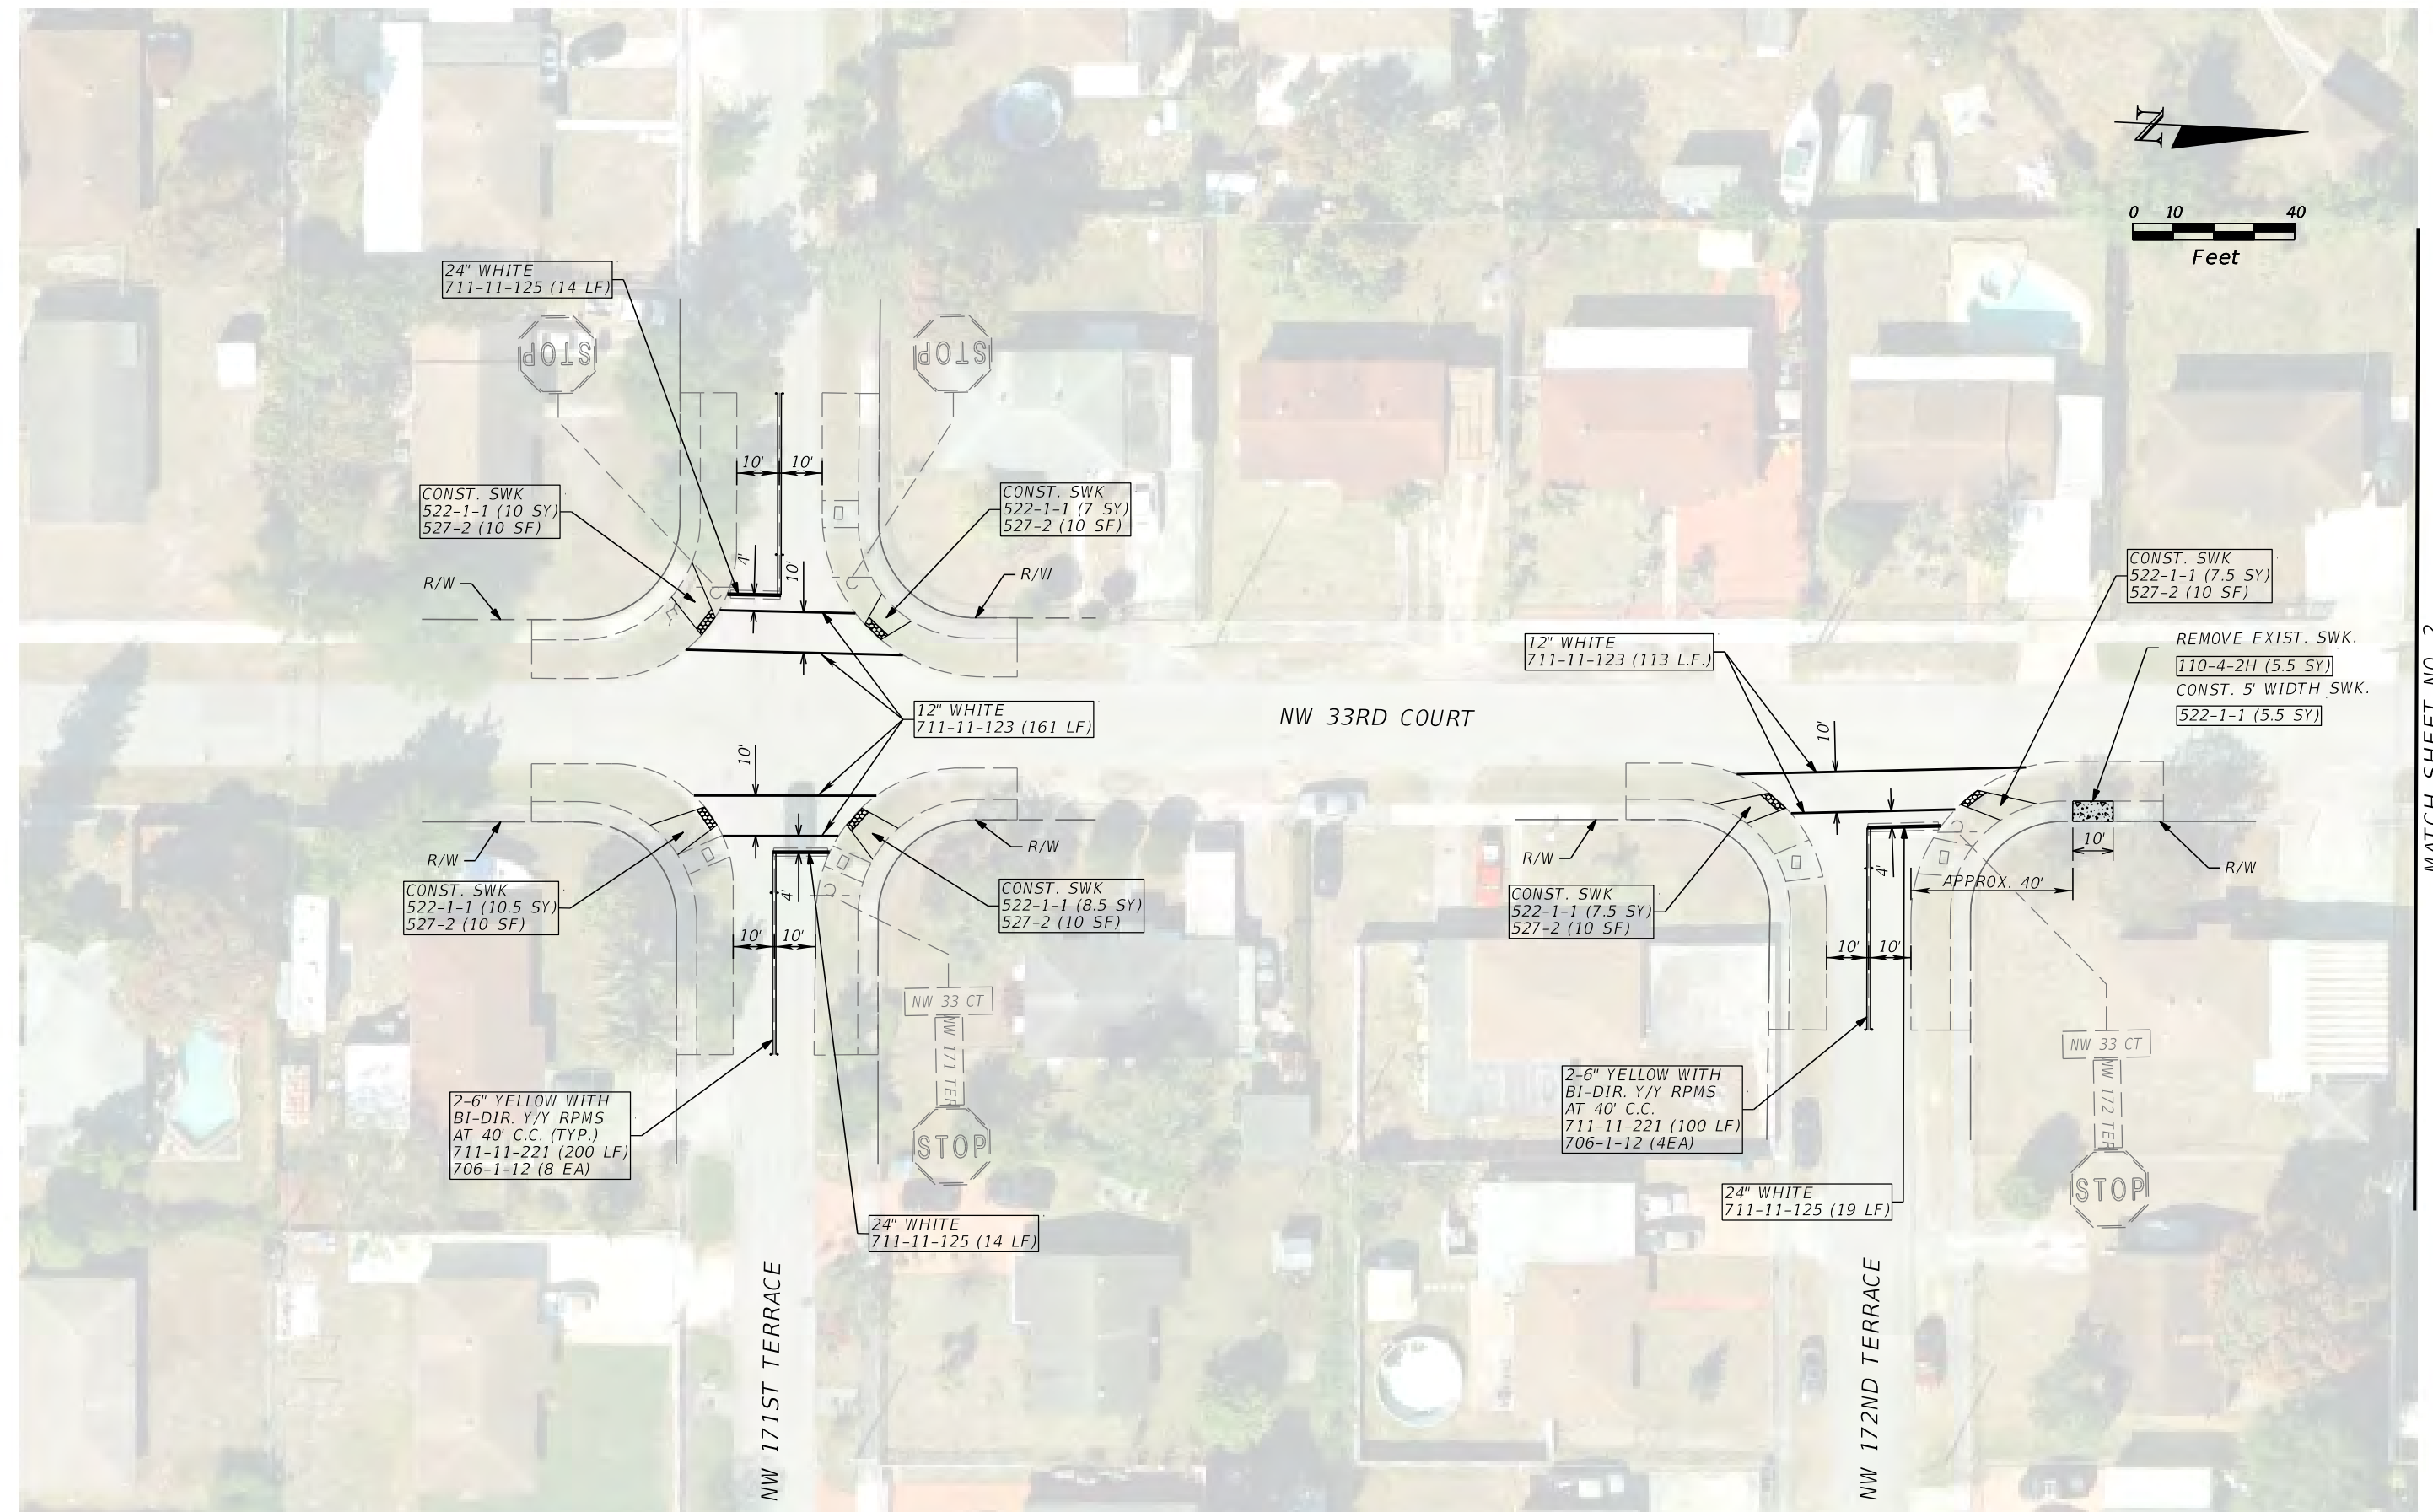 N
0 10 40
Feet
24" WHITE
711-11-125 (14 LF)
STOP
STOP
10' 10'
CONST. SWK
522-1-1 (10 SY)
527-2 (10 SF)
CONST. SWK
522-1-1 (7 SY)
527-2 (10 SF)
4'
10'
R/W
R/W
CONST. SWK
522-1-1 (7.5 SY)
527-2 (10 SF)
12" WHITE
711-11-123 (113 L.F.)
REMOVE EXIST. SWK.
110-4-2H (5.5 SY)
CONST. 5' WIDTH SWK.
522-1-1 (5.5 SY)
MATCH SHEET NO. 2
12" WHITE
711-11-123 (161 LF)
NW 33RD COURT
10'
10'
R/W
R/W
R/W
10'
R/W
CONST. SWK
522-1-1 (10.5 SY)
527-2 (10 SF)
4'
CONST. SWK
522-1-1 (8.5 SY)
527-2 (10 SF)
CONST. SWK
522-1-1 (7.5 SY)
527-2 (10 SF)
4'
APPROX. 40'
10' 10'
10' 10'
NW 33 CT
NW 171 TER
STOP
NW 33 CT
NW 172 TER
STOP
2-6" YELLOW WITH
BI-DIR. Y/Y RPMS
AT 40' C.C. (TYP.)
711-11-221 (200 LF)
706-1-12 (8 EA)
2-6" YELLOW WITH
BI-DIR. Y/Y RPMS
AT 40' C.C.
711-11-221 (100 LF)
706-1-12 (4EA)
24" WHITE
711-11-125 (14 LF)
24" WHITE
711-11-125 (19 LF)
NW 171ST TERRACE
NW 172ND TERRACE